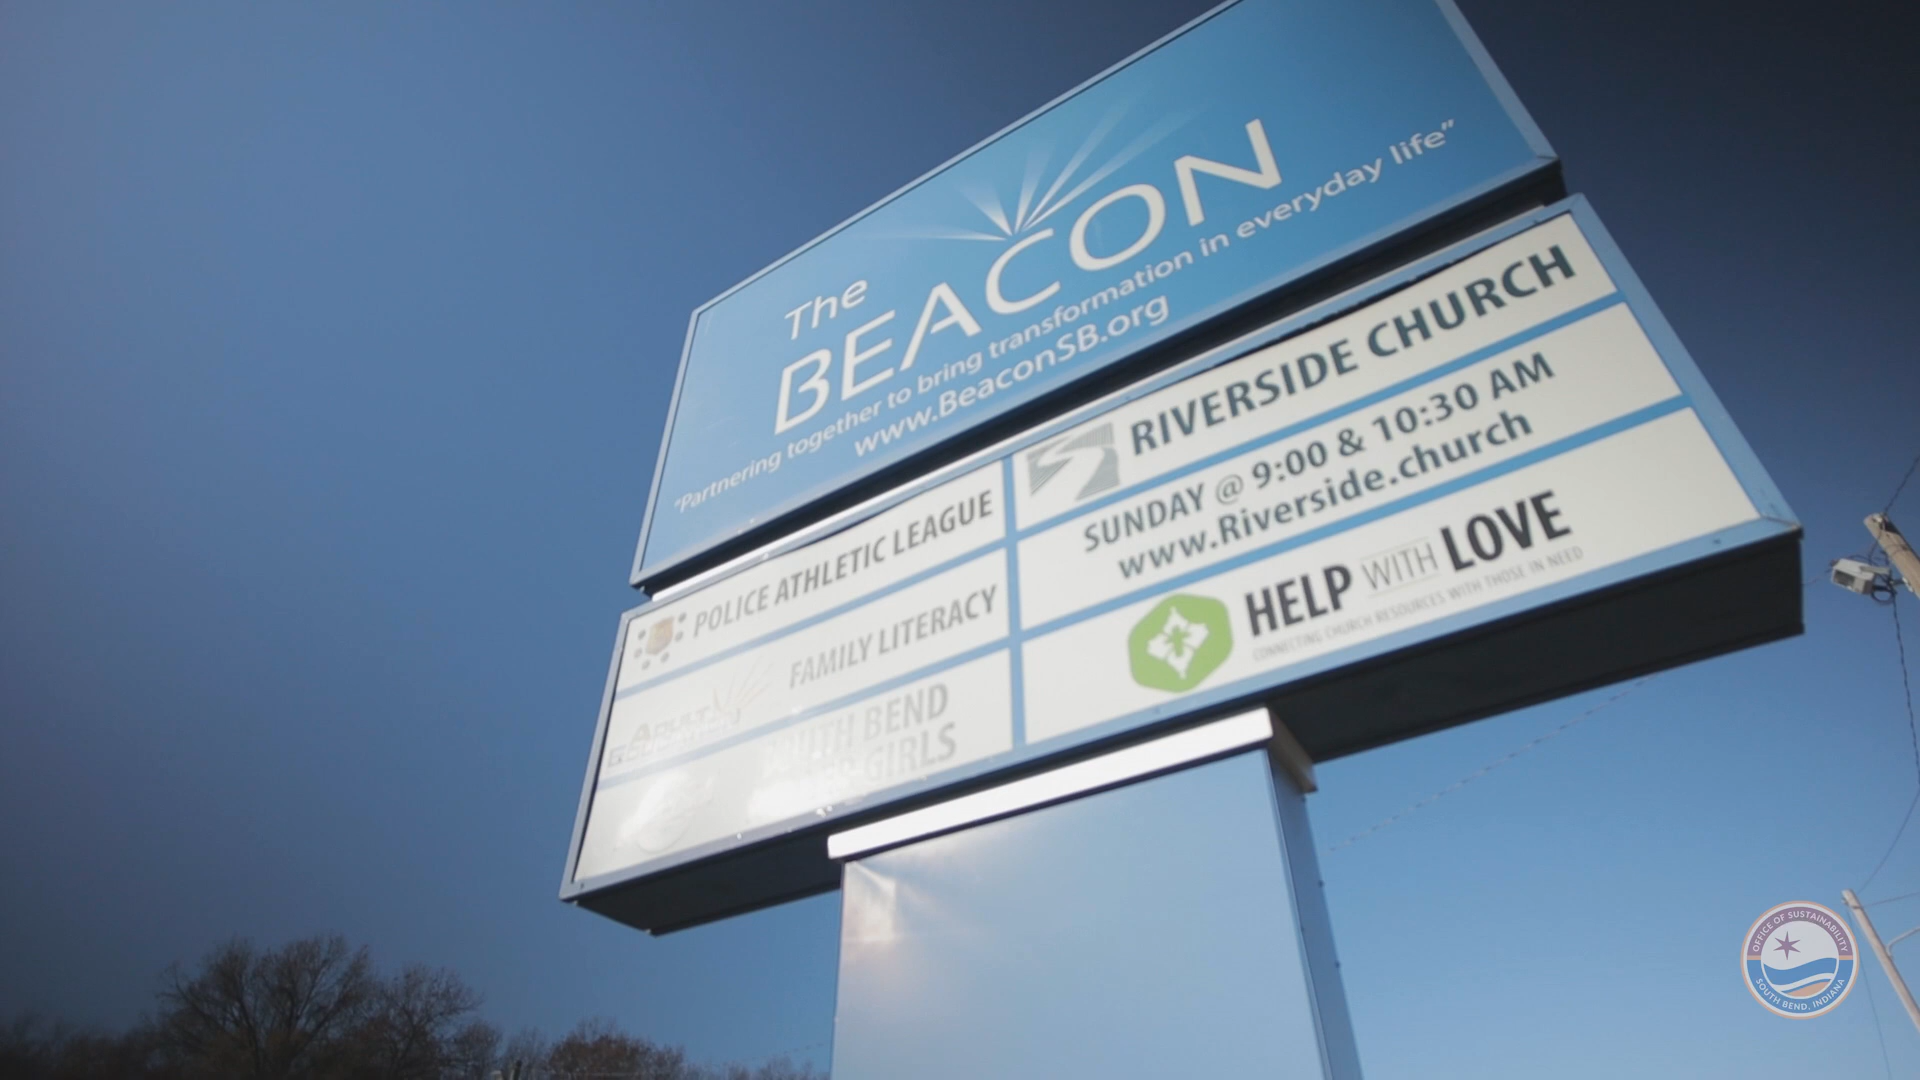 The
BEACON
"Partnering together to bring transformation in everyday life"
www.BeaconSB.org
POLICE ATHLETIC LEAGUE
FAMILY LITERACY
ADULT
SOUTH BEND
GIRLS
RIVERSIDE CHURCH
SUNDAY @ 9:00 & 10:30 AM
www.Riverside.church
HELP WITH LOVE
CONNECTING CHURCH RESOURCES WITH THOSE IN NEED
OFFICE OF SUSTAINABILITY
SOUTH BEND, INDIANA